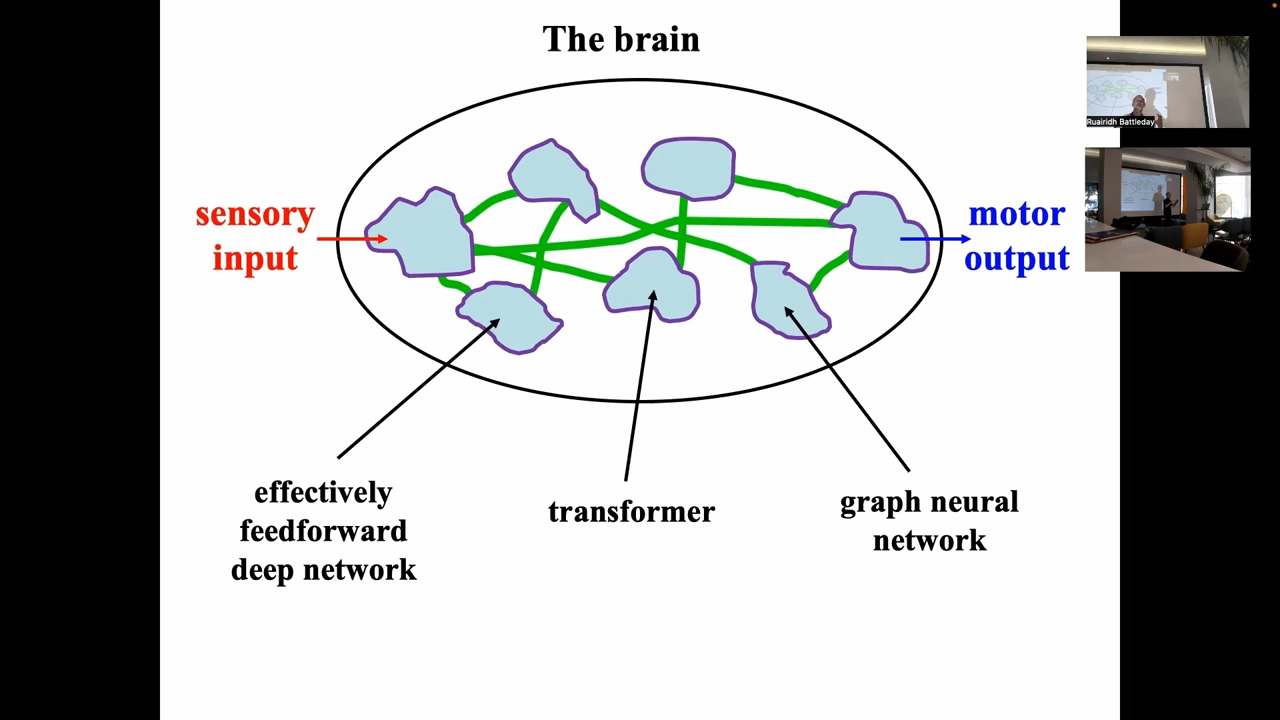 The brain
Ruairidh Battleday
sensory
input
motor
output
effectively
feedforward
deep network
transformer
graph neural
network